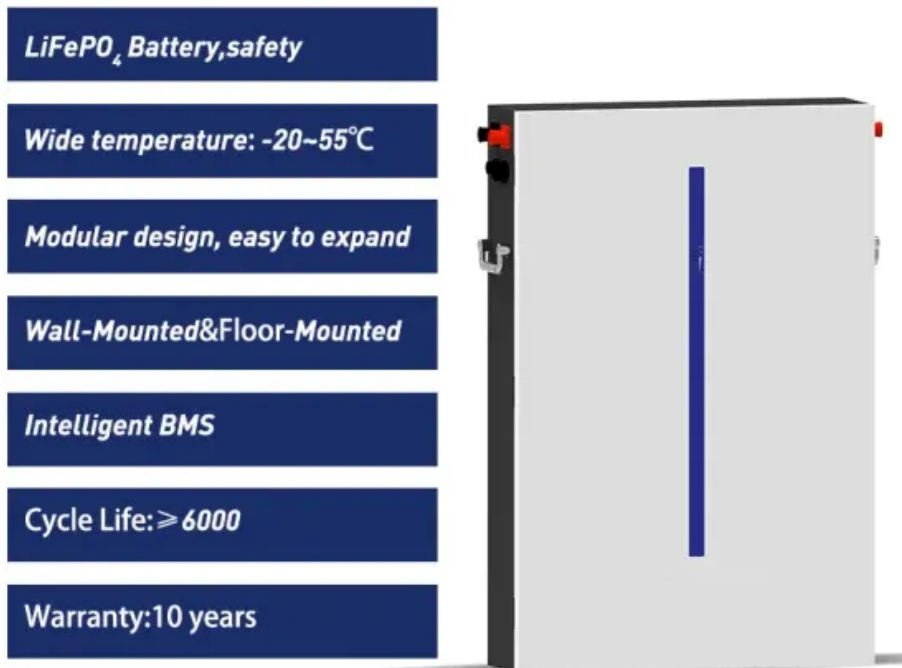 LiFePO₄ Battery,safety
Wide temperature: -20~55℃
Modular design, easy to expand
Wall-Mounted&Floor-Mounted
Intelligent BMS
Cycle Life:≥6000
Warranty:10 years